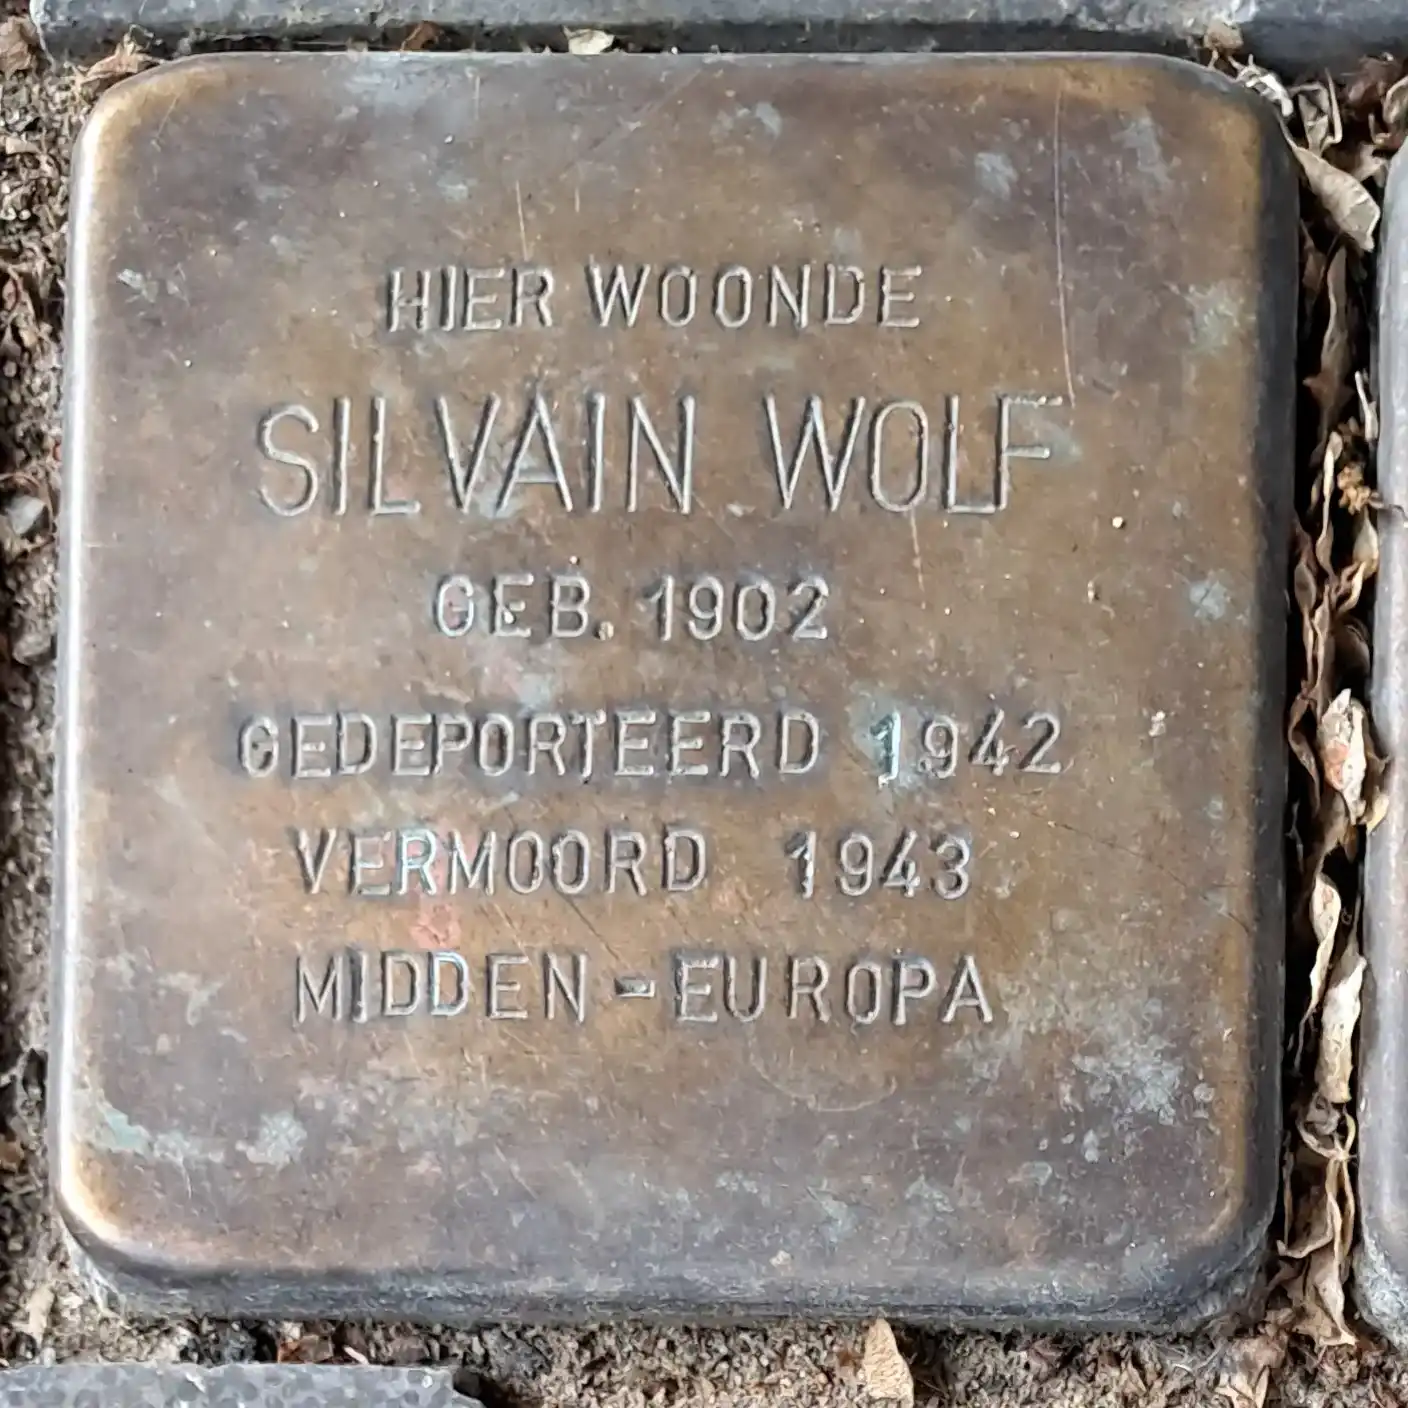 HIER WOONDE
SILVAIN WOLF
GEB. 1902
GEDEPORTEERD 1942
VERMOORD 1943
MIDDEN-EUROPA